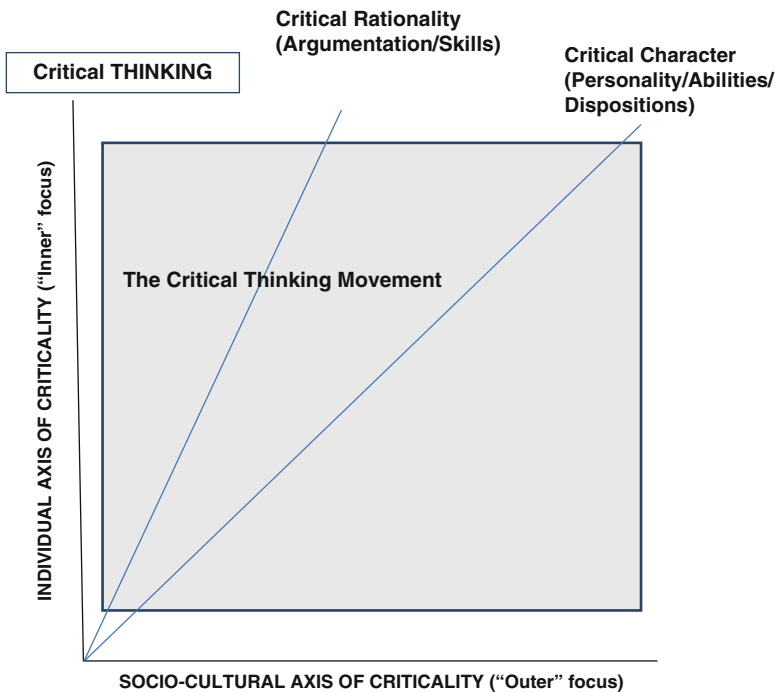 Critical Rationality
(Argumentation/Skills)
Critical THINKING
Critical Character
(Personality/Abilities/
Dispositions)
INDIVIDUAL AXIS OF CRITICALITY (“Inner” focus)
The Critical Thinking Movement
SOCIO-CULTURAL AXIS OF CRITICALITY (“Outer” focus)